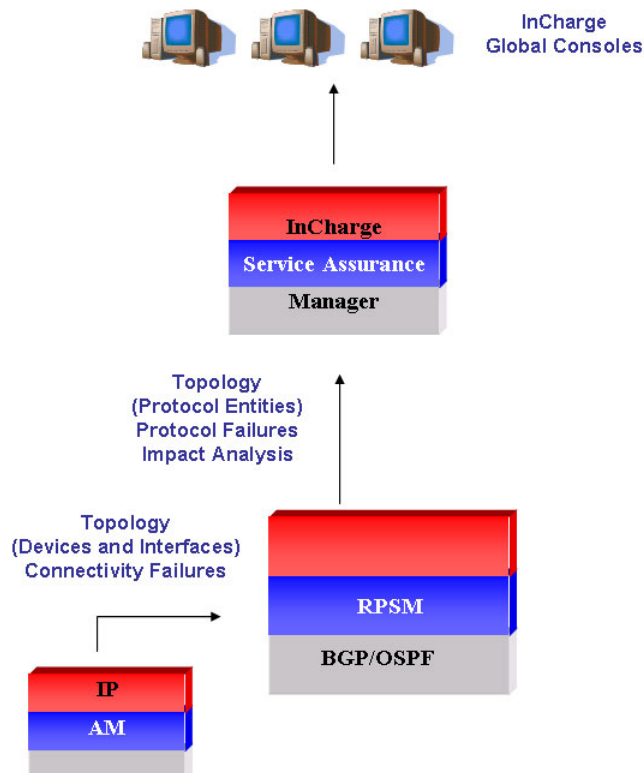 InCharge
Global Consoles
InCharge
Service Assurance
Manager
Topology
(Protocol Entities)
Protocol Failures
Impact Analysis
Topology
(Devices and Interfaces)
Connectivity Failures
RPSM
BGP/OSPF
IP
AM